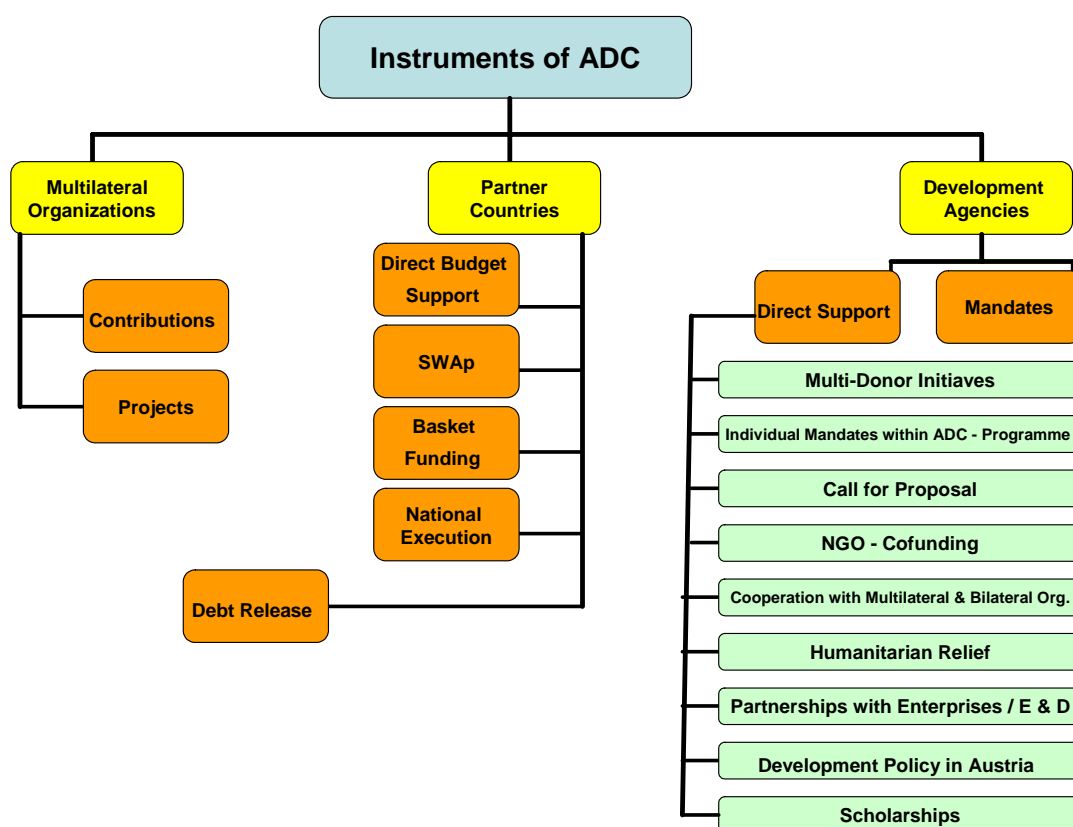 Instruments of ADC
Multilateral
Organizations
Contributions
Projects
Partner
Countries
Direct Budget
Support
SWAp
Basket
Funding
National
Execution
Debt Release
Development
Agencies
Direct Support
Mandates
Multi-Donor Initiaves
Individual Mandates within ADC - Programme
Call for Proposal
NGO - Cofunding
Cooperation with Multilateral & Bilateral Org.
Humanitarian Relief
Partnerships with Enterprises / E & D
Development Policy in Austria
Scholarships